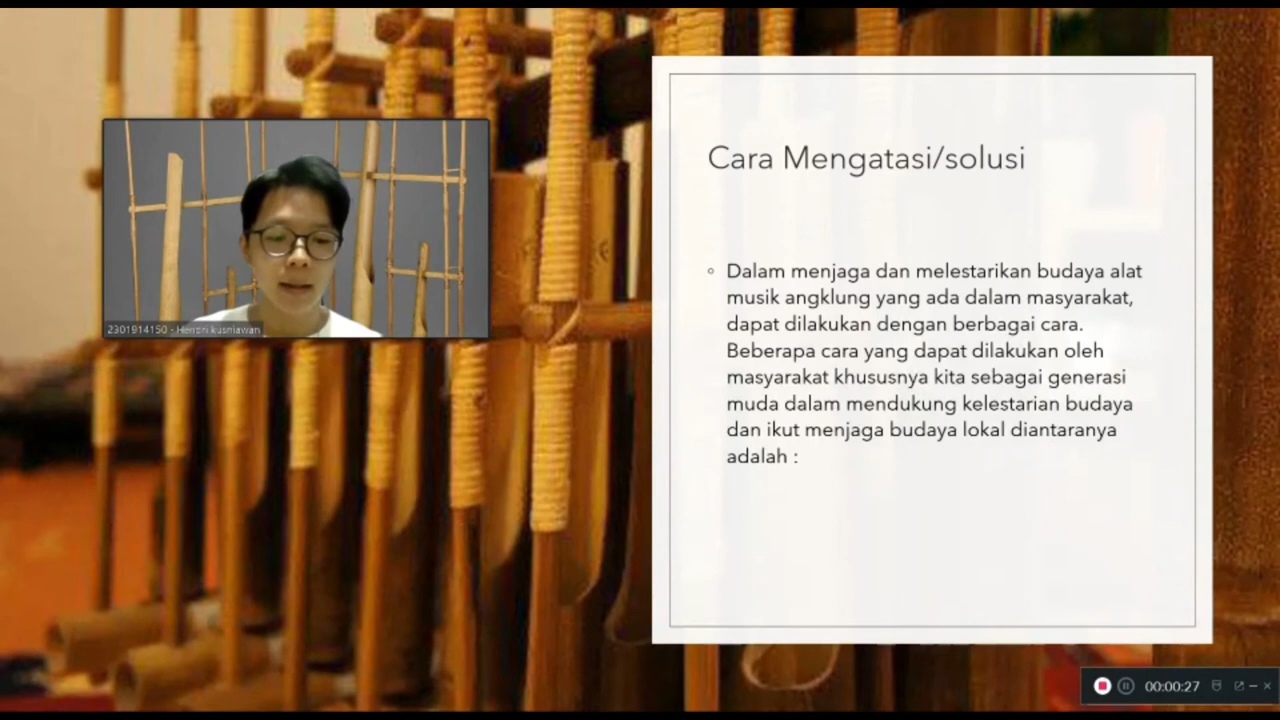 Cara Mengatasi/solusi
Dalam menjaga dan melestarikan budaya alat
musik angklung yang ada dalam masyarakat,
dapat dilakukan dengan berbagai cara.
Beberapa cara yang dapat dilakukan oleh
masyarakat khususnya kita sebagai generasi
muda dalam mendukung kelestarian budaya
dan ikut menjaga budaya lokal diantaranya
adalah :
2301914150 - kusniawan
00:00:27